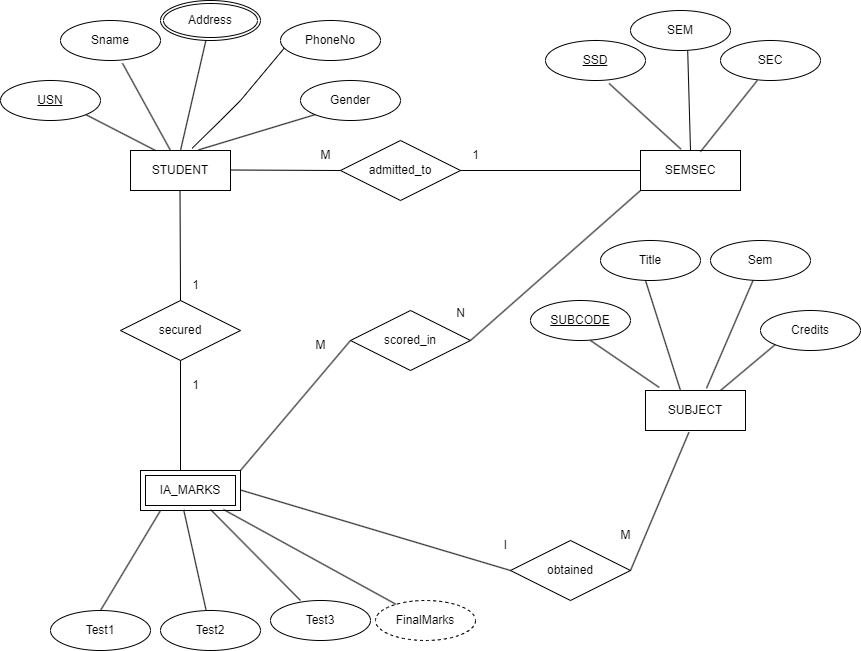 Address
Sname
PhoneNo
USN
Gender
SEM
SSD
SEC
STUDENT
M
admitted_to
1
SEMSEC
Title
Sem
1
secured
N
SUBCODE
Credits
M
scored_in
1
SUBJECT
IA_MARKS
I
M
obtained
Test1
Test2
Test3
FinalMarks